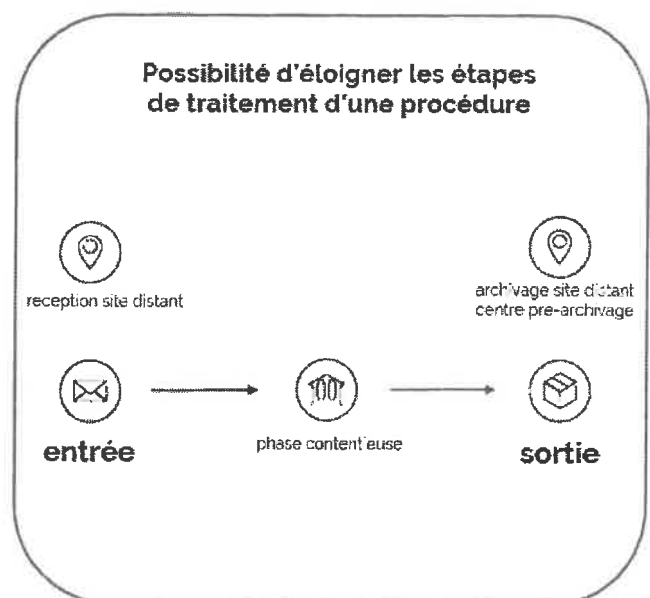 Possibilité d'éloigner les étapes
de traitement d'une procédure
reception site distant
archivage site distant
centre pre-archivage
entrée
phase contentieuse
sortie